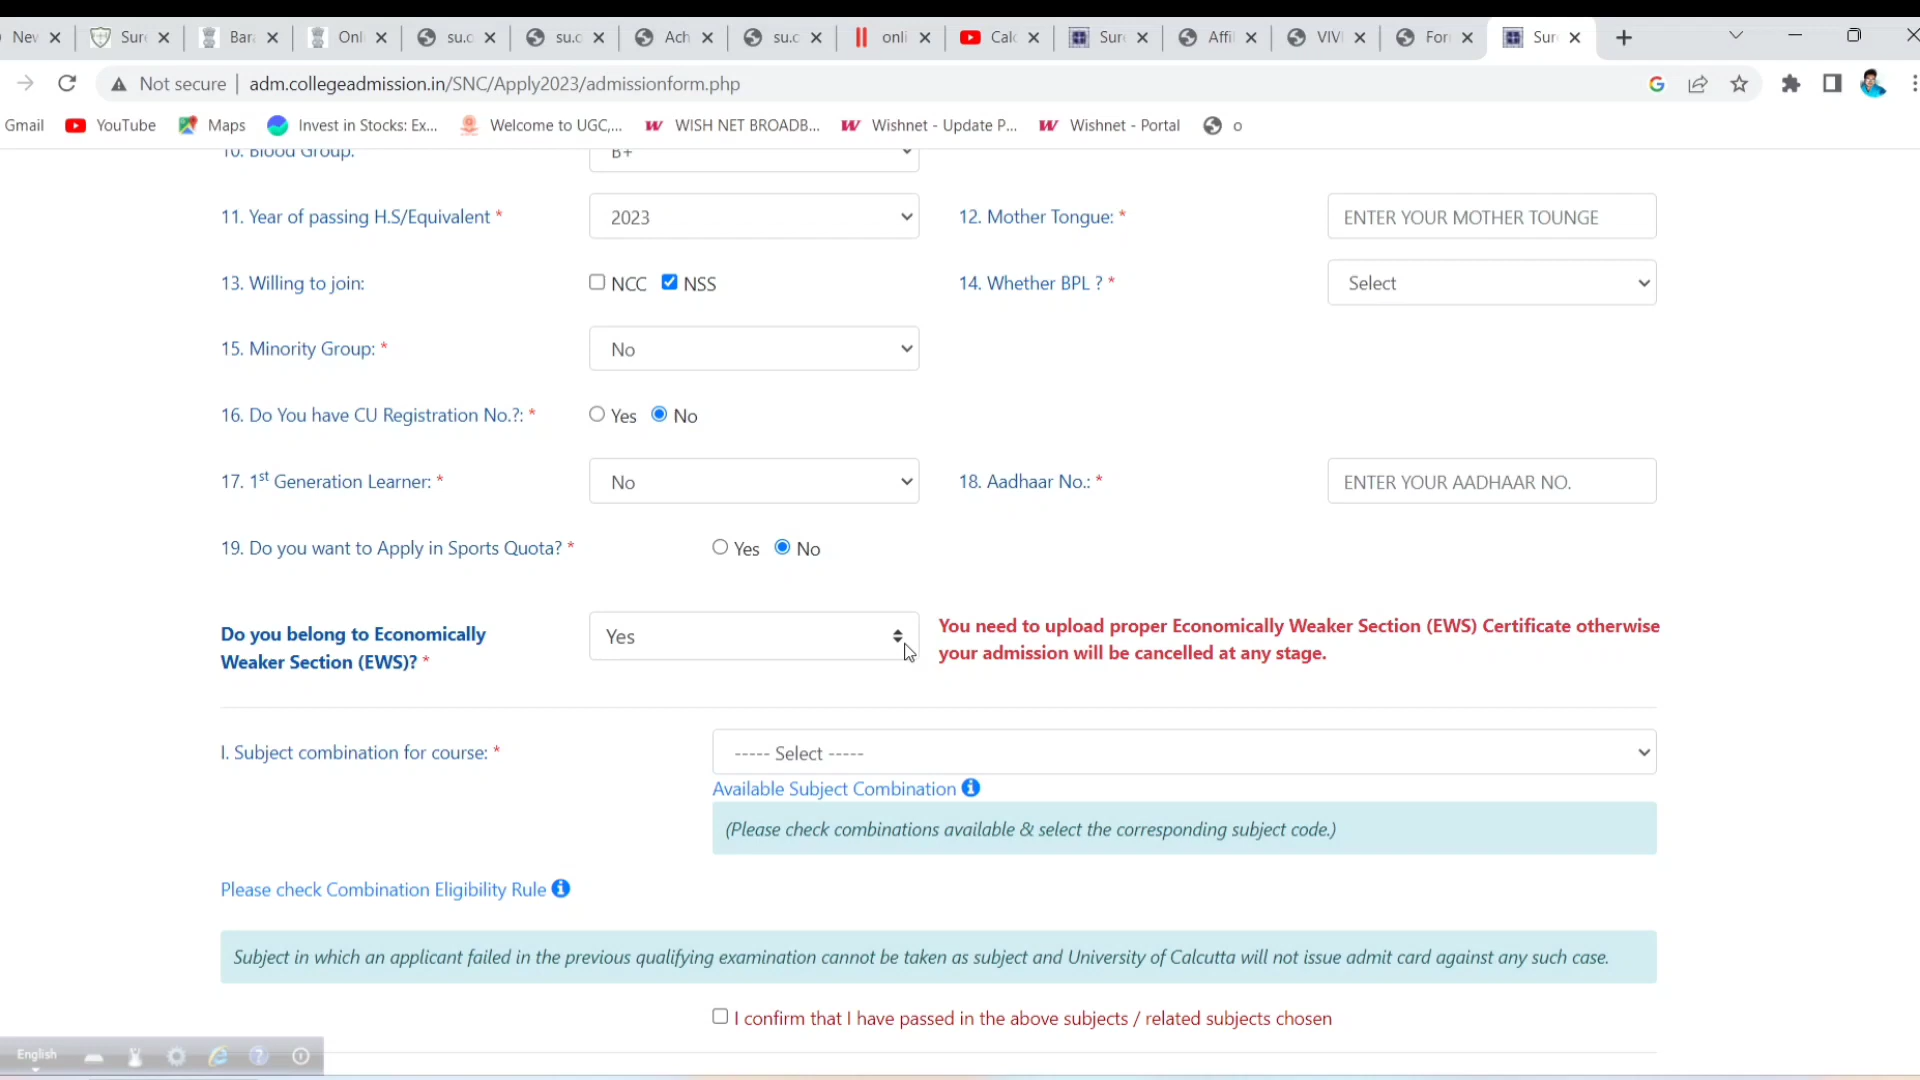 New Sur Bar Onli su.c su.c Ach su.c onli Calc Sur Affi VIVI For Sur
Not secure adm.collegeadmission.in/SNC/Apply2023/admissionform.php
Gmail YouTube Maps Invest in Stocks: Ex... Welcome to UGC,... WISH NET BROADB... Wishnet - Update P... Wishnet - Portal o
10. Blood Group: B+
11. Year of passing H.S/Equivalent * 2023 12. Mother Tongue: * ENTER YOUR MOTHER TOUNGE
13. Willing to join: NCC NSS 14. Whether BPL ? * Select
15. Minority Group: * No
16. Do You have CU Registration No.?: * Yes No
17. 1st Generation Learner: * No 18. Aadhaar No.: * ENTER YOUR AADHAAR NO.
19. Do you want to Apply in Sports Quota? * Yes No
Do you belong to Economically
Weaker Section (EWS)? * Yes
You need to upload proper Economically Weaker Section (EWS) Certificate otherwise
your admission will be cancelled at any stage.
I. Subject combination for course: * ----- Select -----
Available Subject Combination
(Please check combinations available & select the corresponding subject code.)
Please check Combination Eligibility Rule
Subject in which an applicant failed in the previous qualifying examination cannot be taken as subject and University of Calcutta will not issue admit card against any such case.
I confirm that I have passed in the above subjects / related subjects chosen
English